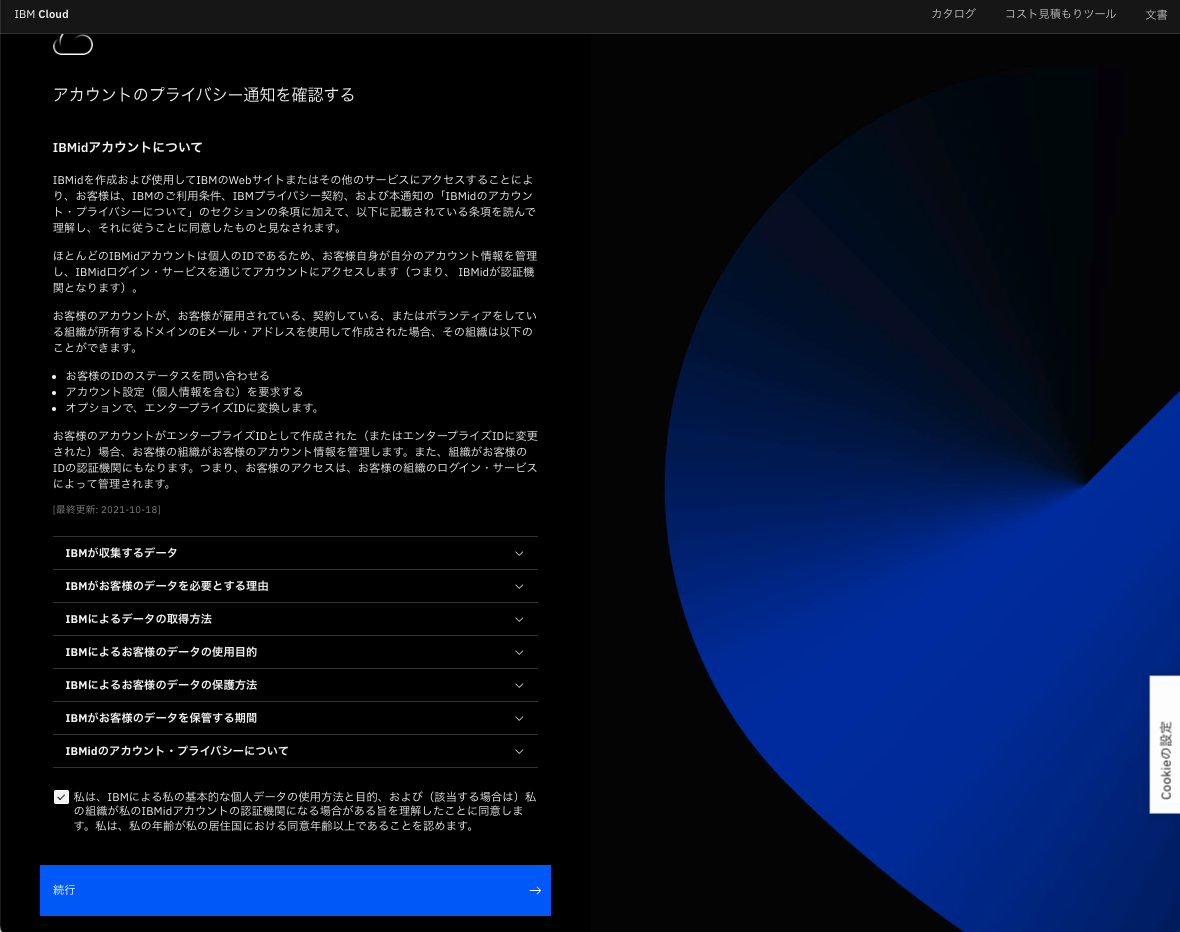 IBM Cloud
カタログ
コスト見積もりツール
文書
アカウントのプライバシー通知を確認する
IBMidアカウントについて
IBMidを作成および使用してIBMのWebサイトまたはその他のサービスにアクセスすることによ
り、お客様は、IBMのご利用条件、IBMプライバシー契約、および本通知の「IBMidのアカウン
ト・プライバシーについて」のセクションの条項に加えて、以下に記載されている条項を読んで
理解し、それに従うことに同意したものと見なされます。
ほとんどのIBMidアカウントは個人のIDであるため、お客様自身が自分のアカウント情報を管理
し、IBMidログイン・サービスを通じてアカウントにアクセスします（つまり、 IBMidが認証機
関となります）。
お客様のアカウントが、お客様が雇用されている、契約している、またはボランティアをしてい
る組織が所有するドメインのEメール・アドレスを使用して作成された場合、その組織は以下の
ことができます。
お客様のIDのステータスを問い合わせる
アカウント設定（個人情報を含む）を要求する
オプションで、エンタープライズIDに変換します。
お客様のアカウントがエンタープライズIDとして作成された（またはエンタープライズIDに変更
された）場合、お客様の組織がお客様のアカウント情報を管理します。また、組織がお客様の
IDの認証機関にもなります。つまり、お客様のアクセスは、お客様の組織のログイン・サービス
によって管理されます。
[最終更新: 2021-10-18]
IBMが収集するデータ
IBMがお客様のデータを必要とする理由
IBMによるデータの取得方法
IBMによるお客様のデータの使用目的
IBMによるお客様のデータの保護方法
IBMがお客様のデータを保管する期間
IBMidのアカウント・プライバシーについて
私は、IBMによる私の基本的な個人データの使用方法と目的、および（該当する場合は）私
の組織が私のIBMidアカウントの認証機関になる場合がある旨を理解したことに同意しま
す。私は、私の年齢が私の居住国における同意年齢以上であることを認めます。
続行
Cookieの設定